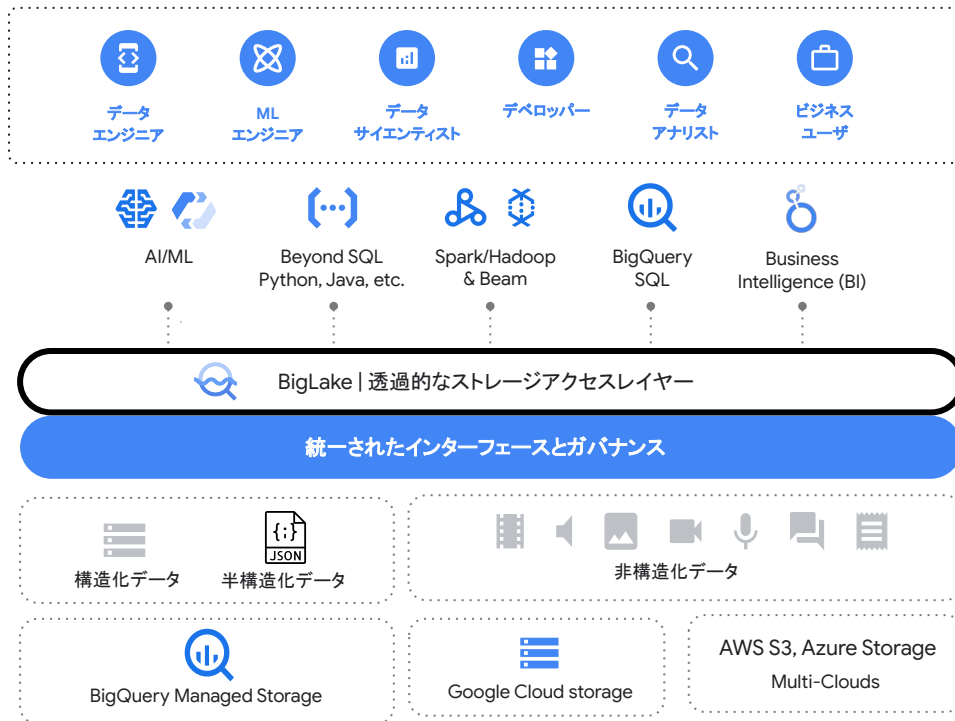 データ
エンジニア
ML
エンジニア
データ
サイエンティスト
デベロッパー
データ
アナリスト
ビジネス
ユーザ
AI/ML
Beyond SQL
Python, Java, etc.
Spark/Hadoop
& Beam
BigQuery
SQL
Business
Intelligence (BI)
BigLake | 透過的なストレージアクセスレイヤー
統一されたインターフェースとガバナンス
構造化データ
{:}
JSON
半構造化データ
非構造化データ
BigQuery Managed Storage
Google Cloud storage
AWS S3, Azure Storage
Multi-Clouds